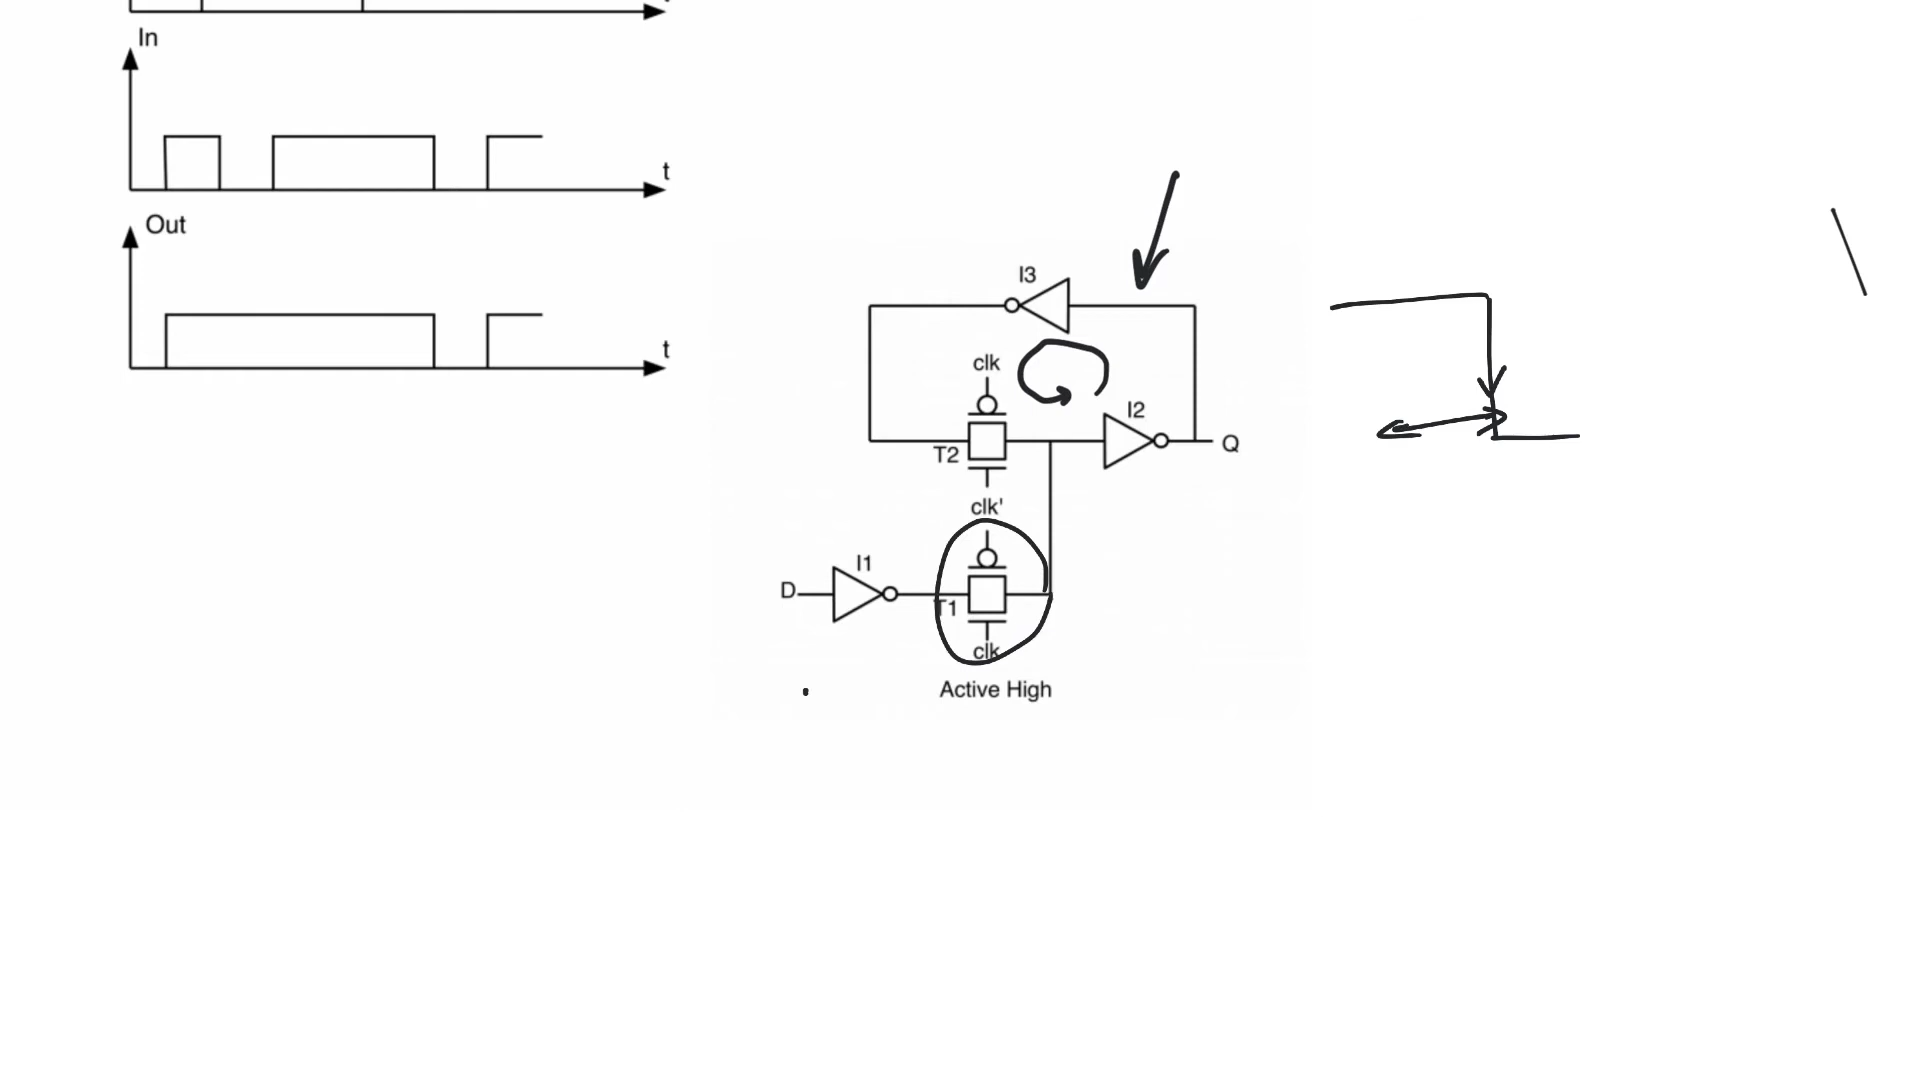 In
t
Out
t
I3
clk
I2
T2
Q
clk'
I1
D
T1
clk
Active High